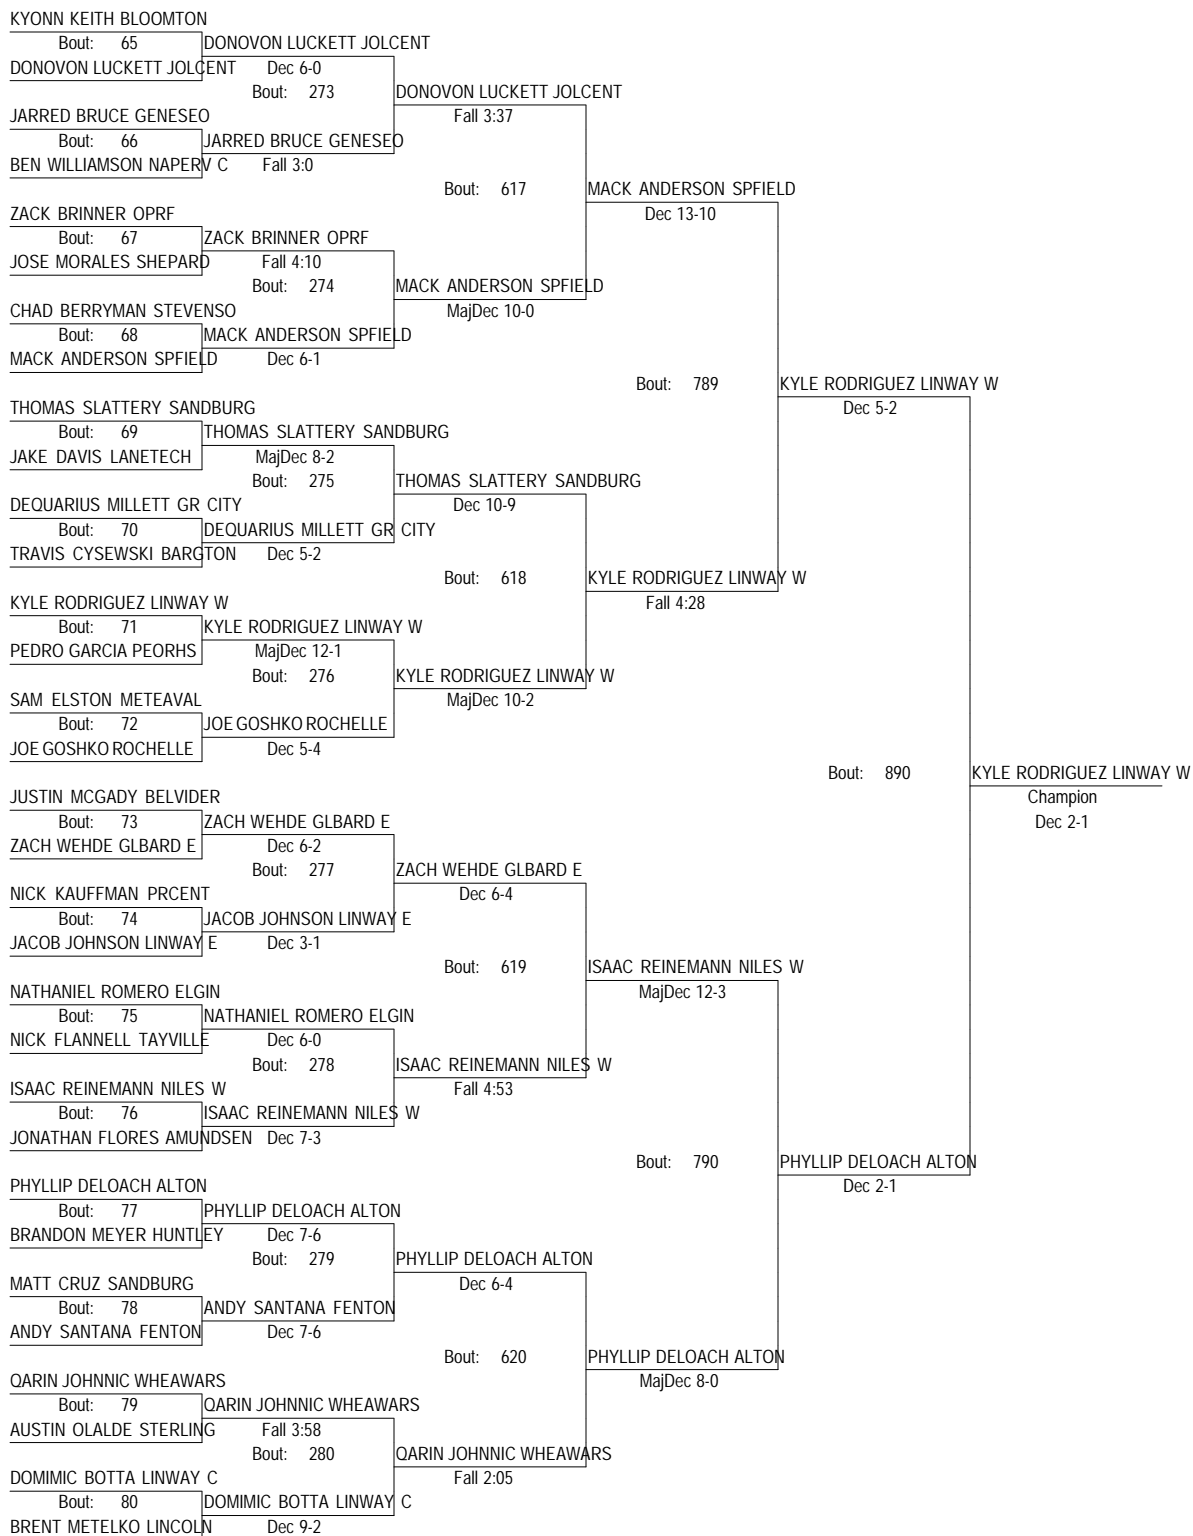 KYONN KEITH BLOOMTON
Bout: 65 DONOVON LUCKETT JOLCENT
DONOVON LUCKETT JOLCENT Dec 6-0
Bout: 273 DONOVON LUCKETT JOLCENT
JARRED BRUCE GENESEO Fall 3:37
Bout: 66 JARRED BRUCE GENESEO
BEN WILLIAMSON NAPERV C Fall 3:0
Bout: 617 MACK ANDERSON SPFIELD
ZACK BRINNER OPRF Dec 13-10
Bout: 67 ZACK BRINNER OPRF
JOSE MORALES SHEPARD Fall 4:10
Bout: 274 MACK ANDERSON SPFIELD
CHAD BERRYMAN STEVENSO MajDec 10-0
Bout: 68 MACK ANDERSON SPFIELD
MACK ANDERSON SPFIELD Dec 6-1
Bout: 789 KYLE RODRIGUEZ LINWAY W
THOMAS SLATTERY SANDBURG Dec 5-2
Bout: 69 THOMAS SLATTERY SANDBURG
JAKE DAVIS LANETECH MajDec 8-2
Bout: 275 THOMAS SLATTERY SANDBURG
DEQUARIUS MILLETT GR CITY Dec 10-9
Bout: 70 DEQUARIUS MILLETT GR CITY
TRAVIS CYSEWSKI BARGTON Dec 5-2
Bout: 618 KYLE RODRIGUEZ LINWAY W
KYLE RODRIGUEZ LINWAY W Fall 4:28
Bout: 71 KYLE RODRIGUEZ LINWAY W
PEDRO GARCIA PEORHS MajDec 12-1
Bout: 276 KYLE RODRIGUEZ LINWAY W
SAM ELSTON METEAVAL MajDec 10-2
Bout: 72 JOE GOSHKO ROCHELLE
JOE GOSHKO ROCHELLE Dec 5-4
Bout: 890 KYLE RODRIGUEZ LINWAY W
JUSTIN MCGADY BELVIDER Champion
Bout: 73 ZACH WEHDE GLBARD E Dec 2-1
ZACH WEHDE GLBARD E Dec 6-2
Bout: 277 ZACH WEHDE GLBARD E
NICK KAUFFMAN PRCENT Dec 6-4
Bout: 74 JACOB JOHNSON LINWAY E
JACOB JOHNSON LINWAY E Dec 3-1
Bout: 619 ISAAC REINEMANN NILES W
NATHANIEL ROMERO ELGIN MajDec 12-3
Bout: 75 NATHANIEL ROMERO ELGIN
NICK FLANNELL TAYVILLE Dec 6-0
Bout: 278 ISAAC REINEMANN NILES W
ISAAC REINEMANN NILES W Fall 4:53
Bout: 76 ISAAC REINEMANN NILES W
JONATHAN FLORES AMUNDSEN Dec 7-3
Bout: 790 PHYLLIP DELOACH ALTON
PHYLLIP DELOACH ALTON Dec 2-1
Bout: 77 PHYLLIP DELOACH ALTON
BRANDON MEYER HUNTLEY Dec 7-6
Bout: 279 PHYLLIP DELOACH ALTON
MATT CRUZ SANDBURG Dec 6-4
Bout: 78 ANDY SANTANA FENTON
ANDY SANTANA FENTON Dec 7-6
Bout: 620 PHYLLIP DELOACH ALTON
QARIN JOHNNIC WHEAWARS MajDec 8-0
Bout: 79 QARIN JOHNNIC WHEAWARS
AUSTIN OLALDE STERLING Fall 3:58
Bout: 280 QARIN JOHNNIC WHEAWARS
DOMIMIC BOTTA LINWAY C Fall 2:05
Bout: 80 DOMIMIC BOTTA LINWAY C
BRENT METELKO LINCOLN Dec 9-2